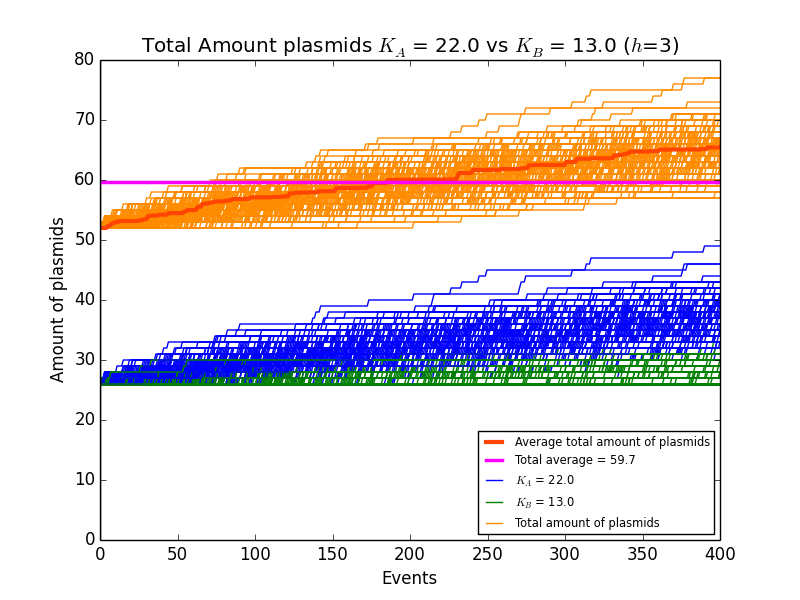 Total Amount plasmids K_A = 22.0 vs K_B = 13.0 (h=3)
80
70
60
50
40
30
20
10
0
Amount of plasmids
Average total amount of plasmids
Total average = 59.7
K_A = 22.0
K_B = 13.0
Total amount of plasmids
0 50 100 150 200 250 300 350 400
Events